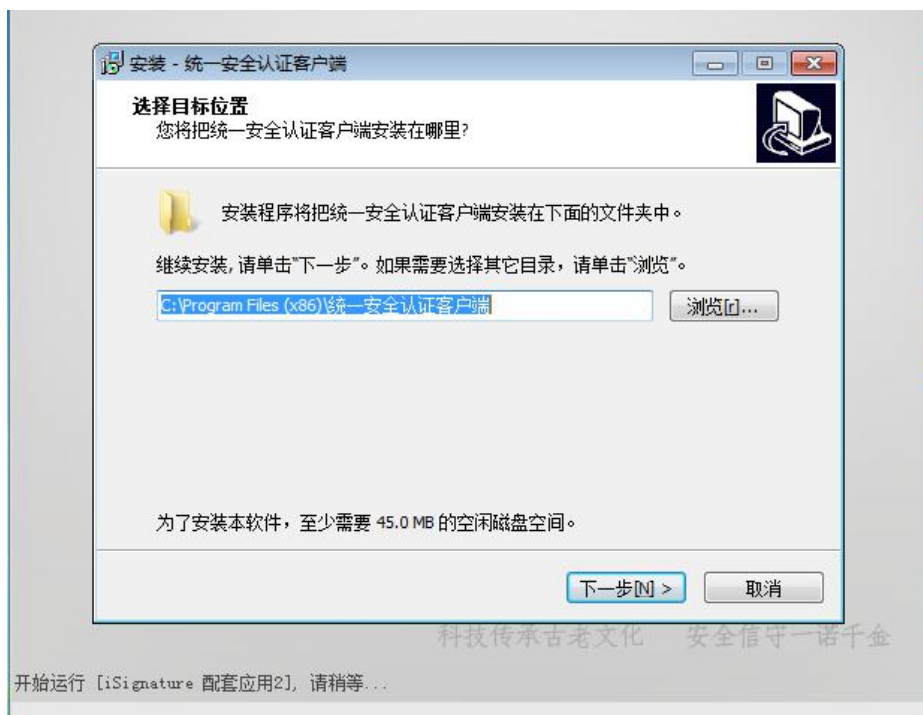 安装 - 统一安全认证客户端
选择目标位置
您将把统一安全认证客户端安装在哪里?
安装程序将把统一安全认证客户端安装在下面的文件夹中。
继续安装,请单击"下一步"。如果需要选择其它目录，请单击"浏览"。
C:\Program Files (x86)\统一安全认证客户端
浏览[r]...
为了安装本软件，至少需要 45.0 MB 的空闲磁盘空间。
下一步[N] >
取消
科技传承古老文化 安全信守一诺千金
开始运行 [iSignature 配套应用2], 请稍等...